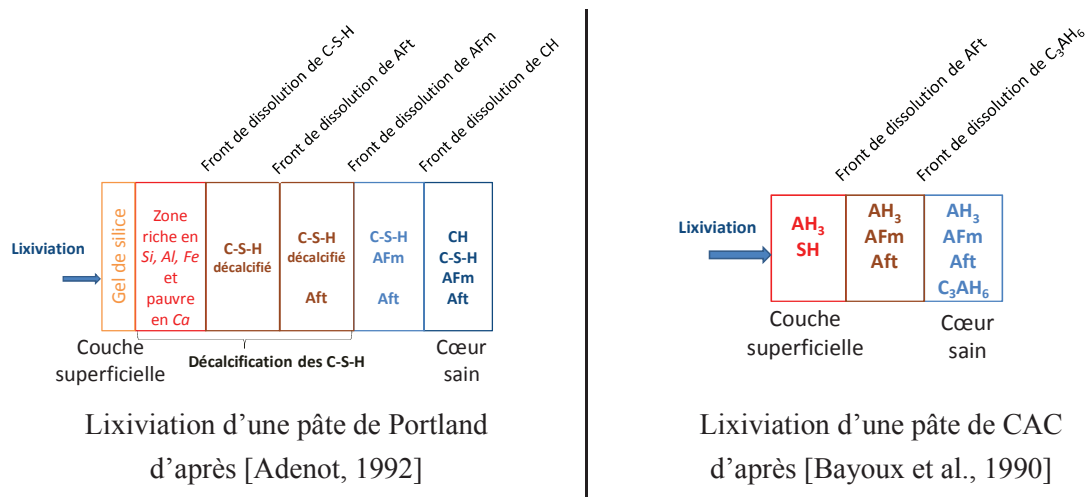 Front de dissolution de C-S-H
Front de dissolution de AFt
Front de dissolution de AFm
Front de dissolution de CH
Lixiviation
Gel de silice
Zone
riche en
Si, Al, Fe
et
pauvre
en Ca
C-S-H
décalcifié
C-S-H
décalcifié
Aft
C-S-H
AFm
Aft
CH
C-S-H
AFm
Aft
Couche
superficielle
Décalcification des C-S-H
Cœur
sain
Lixiviation d’une pâte de Portland
d’après [Adenot, 1992]
Front de dissolution de AFt
Front de dissolution de C₃AH₆
Lixiviation
AH₃
SH
AH₃
AFm
Aft
AH₃
AFm
Aft
C₃AH₆
Couche
superficielle
Cœur
sain
Lixiviation d’une pâte de CAC
d’après [Bayoux et al., 1990]